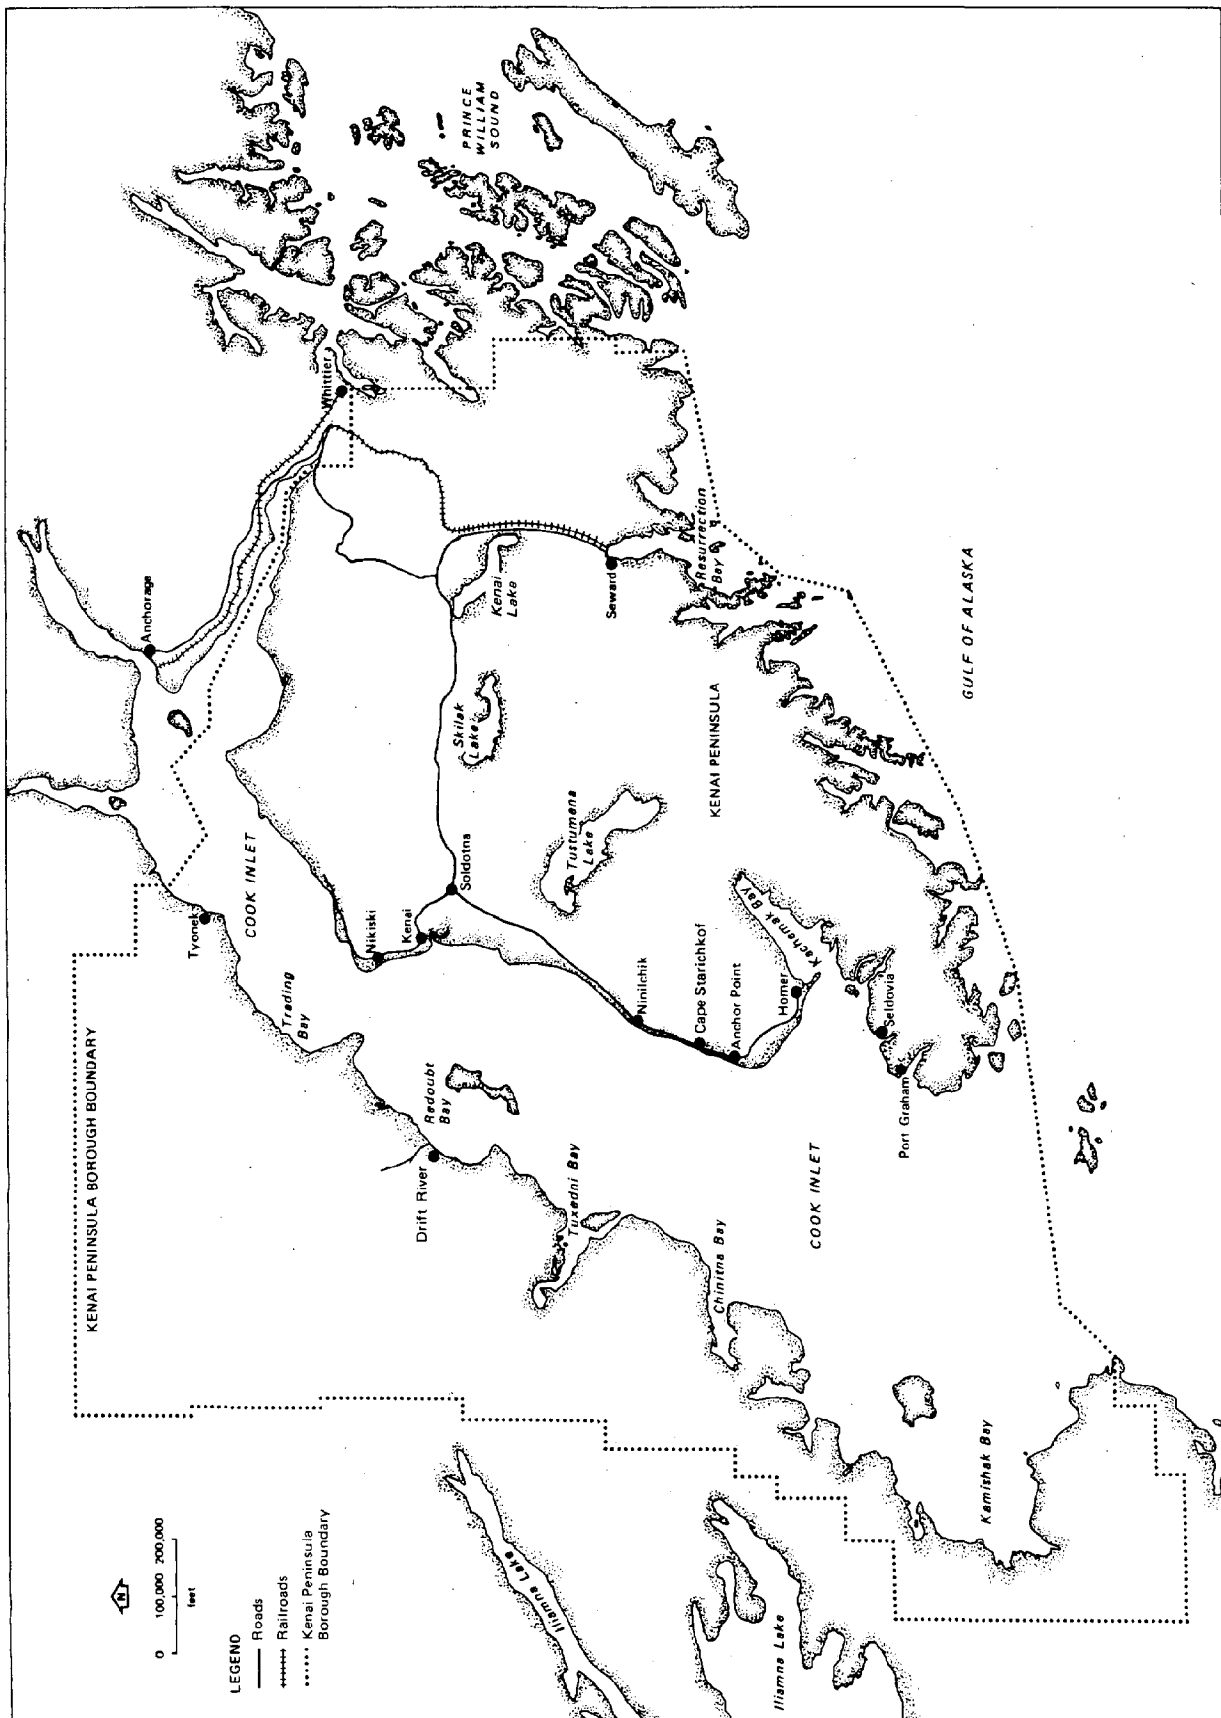 KENAI PENINSULA BOROUGH BOUNDARY
N
0 100,000 200,000
feet
LEGEND
Roads
Railroads
Kenai Peninsula
Borough Boundary
Anchorage
Whittier
PRINCE
WILLIAM
SOUND
Tyonek
COOK INLET
Trading
Bay
Nikiski
Kenai
Soldotna
Skilak
Lake
Kenai
Lake
Seward
Resurrection
Bay
Redoubt
Bay
Drift River
Tustumena
Lake
KENAI PENINSULA
Tuxedni Bay
Ninilchik
Cape Starichkof
Anchor Point
Homer
Kachemak Bay
Seldovia
Port Graham
GULF OF ALASKA
Chinitna Bay
COOK INLET
Iliamna Lake
Iliamna Lake
Kamishak Bay